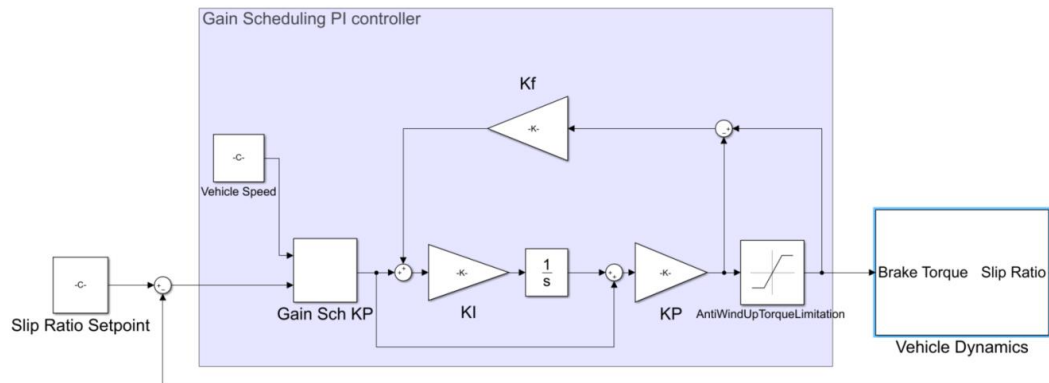 Gain Scheduling PI controller
Kf
-K-
-C-
Vehicle Speed
-C-
Slip Ratio Setpoint
Gain Sch KP
-K-
KI
1
s
-K-
KP
AntiWindUpTorqueLimitation
Brake Torque Slip Ratio
Vehicle Dynamics